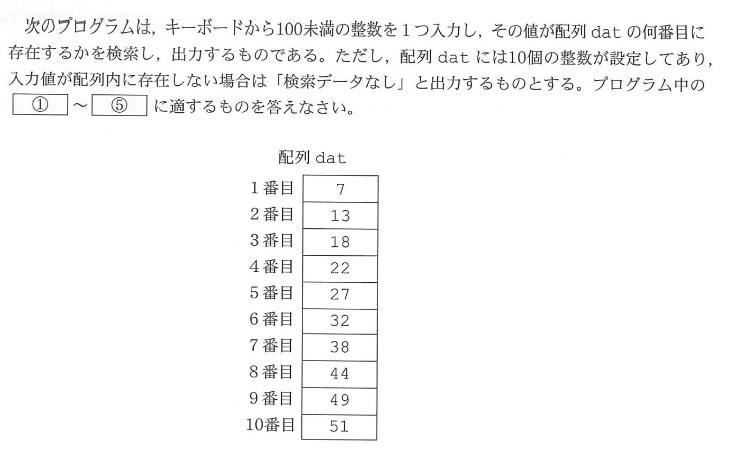 次のプログラムは，キーボードから100未満の整数を１つ入力し，その値が配列 dat の何番目に
存在するかを検索し，出力するものである。ただし，配列 dat には10個の整数が設定してあり，
入力値が配列内に存在しない場合は「検索データなし」と出力するものとする。プログラム中の
① ～ ⑤ に適するものを答えなさい。
配列 dat
１番目 7
２番目 13
３番目 18
４番目 22
５番目 27
６番目 32
７番目 38
８番目 44
９番目 49
10番目 51